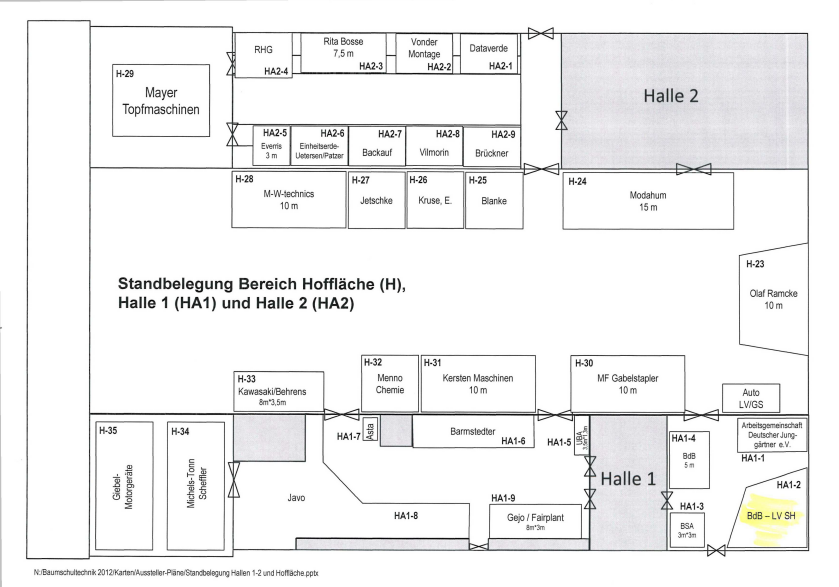 RHG
HA2-4
Rita Bosse
7,5 m
HA2-3
Vonder
Montage
HA2-2
Dataverde
HA2-1
H-29
Mayer
Topfmaschinen
Halle 2
HA2-5
Everris
3 m
HA2-6
Einheitserde-
Uetersen/Patzer
HA2-7
Backauf
HA2-8
Vilmorin
HA2-9
Brückner
H-28
M-W-technics
10 m
H-27
Jetschke
H-26
Kruse, E.
H-25
Blanke
H-24
Modahum
15 m
H-23
Olaf Ramcke
10 m
Standbelegung Bereich Hoffläche (H),
Halle 1 (HA1) und Halle 2 (HA2)
H-33
Kawasaki/Behrens
8m*3,5m
H-32
Menno
Chemie
H-31
Kersten Maschinen
10 m
H-30
MF Gabelstapler
10 m
Auto
LV/GS
H-35
Giebel-
Motorgeräte
H-34
Michels-Tonn
Scheffler
Javo
HA1-7
Asta
Barmstedter
HA1-6
HA1-5
UBA
3,5m*1,3m
HA1-8
HA1-9
Gejo / Fairplant
8m*3m
Halle 1
HA1-4
BdB
5 m
HA1-3
BSA
3m*3m
Arbeitsgemeinschaft
Deutscher Jung-
gärtner e.V.
HA1-1
HA1-2
BdB – LV SH
N:/Baumschultechnik 2012/Karten/Aussteller-Pläne/Standbelegung Hallen 1-2 und Hoffläche.pptx